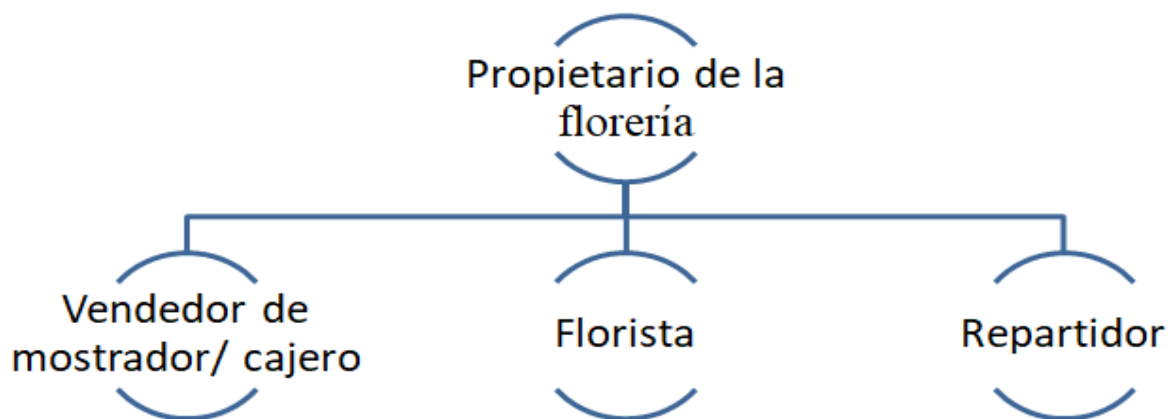 Propietario de la
florería
Vendedor de
mostrador/ cajero
Florista
Repartidor